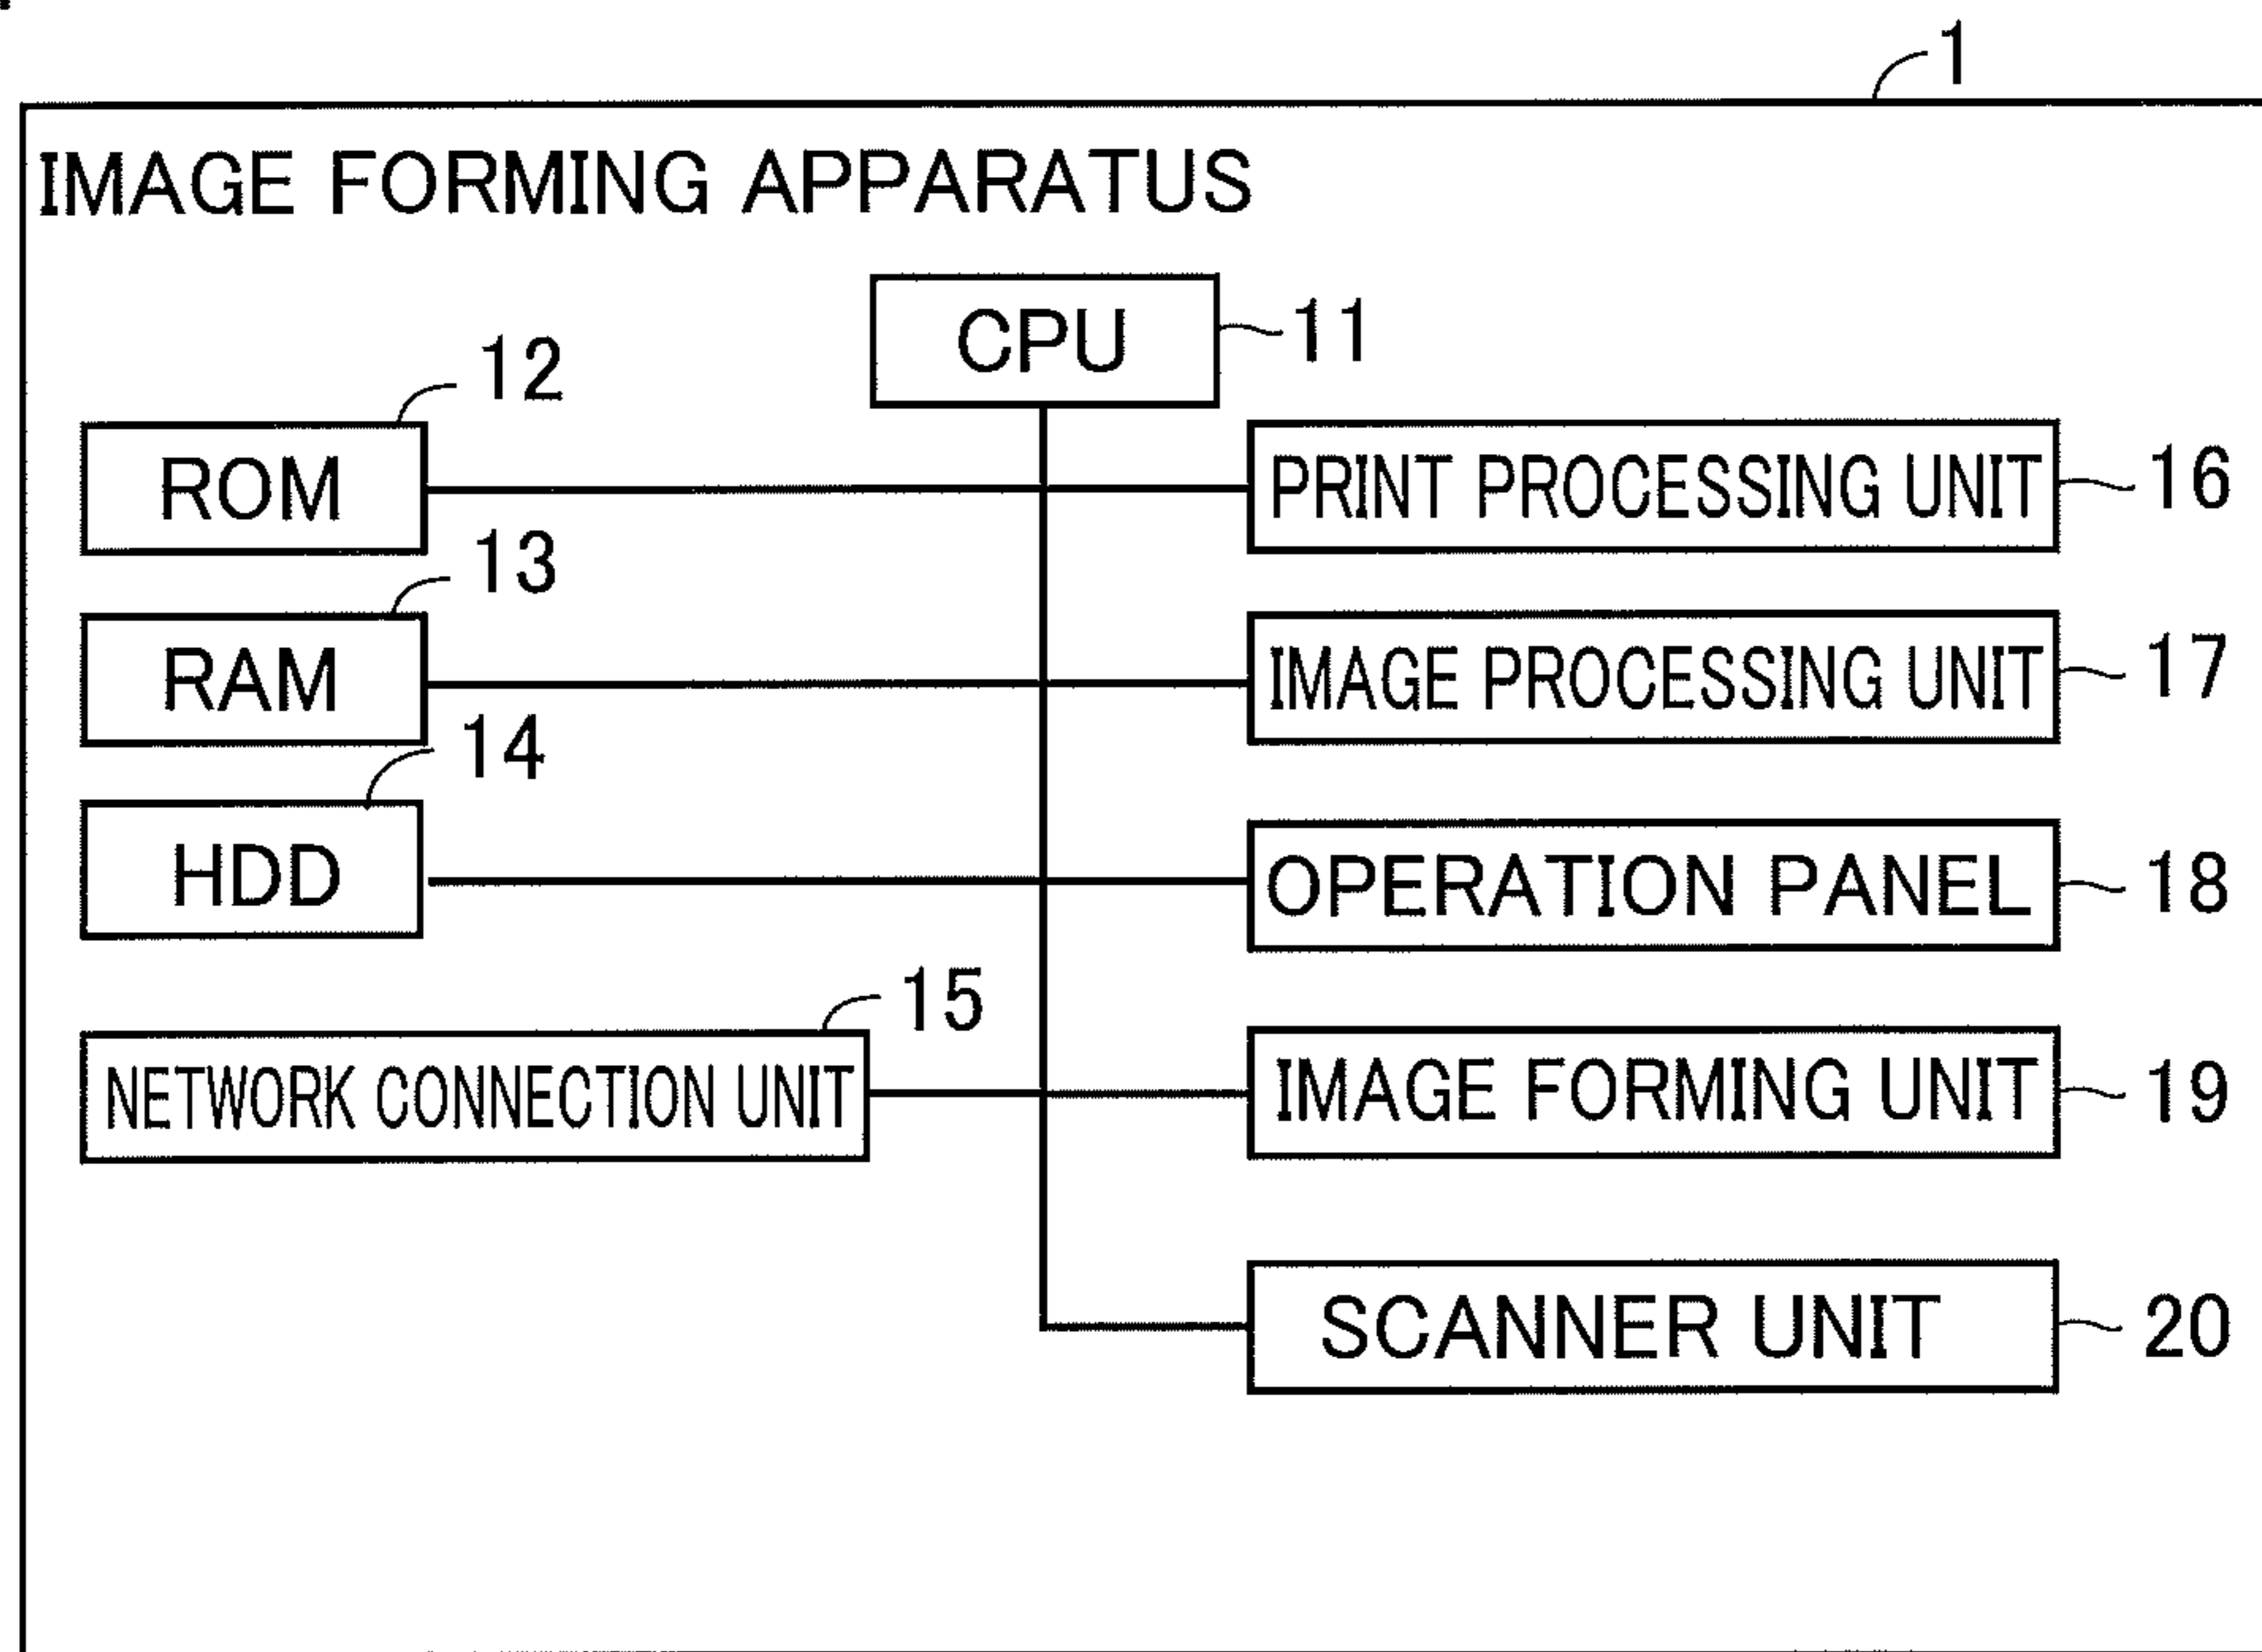 1
IMAGE FORMING APPARATUS
CPU 11
12
ROM
PRINT PROCESSING UNIT 16
13
RAM
IMAGE PROCESSING UNIT 17
14
HDD
OPERATION PANEL 18
15
NETWORK CONNECTION UNIT
IMAGE FORMING UNIT 19
SCANNER UNIT 20